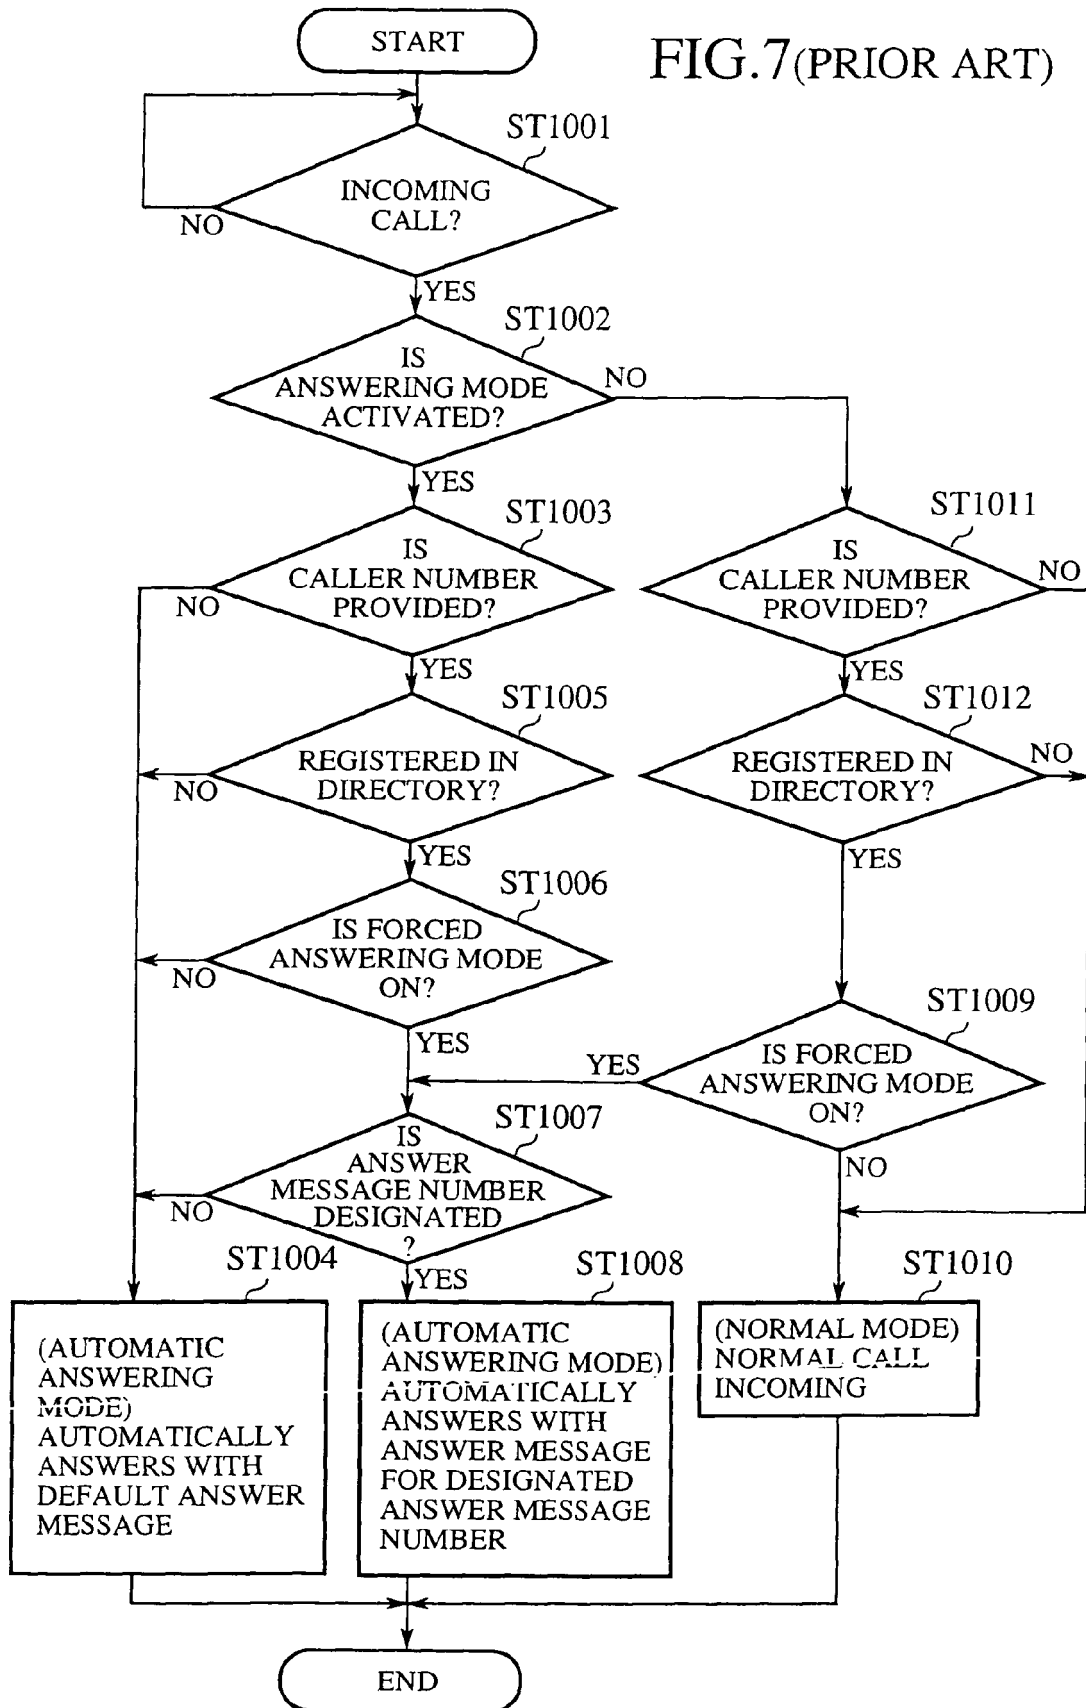 START
FIG.7(PRIOR ART)
ST1001
INCOMING
CALL?
NO
YES
ST1002
IS
ANSWERING MODE
ACTIVATED?
NO
YES
ST1003
IS
CALLER NUMBER
PROVIDED?
NO
YES
ST1011
IS
CALLER NUMBER
PROVIDED?
NO
YES
ST1005
REGISTERED IN
DIRECTORY?
NO
YES
ST1012
REGISTERED IN
DIRECTORY?
NO
YES
ST1006
IS FORCED
ANSWERING MODE
ON?
NO
YES
ST1009
IS FORCED
ANSWERING MODE
ON?
YES
NO
ST1007
IS
ANSWER
MESSAGE NUMBER
DESIGNATED
?
NO
YES
ST1004
(AUTOMATIC
ANSWERING
MODE)
AUTOMATICALLY
ANSWERS WITH
DEFAULT ANSWER
MESSAGE
ST1008
(AUTOMATIC
ANSWERING MODE)
AUTOMATICALLY
ANSWERS WITH
ANSWER MESSAGE
FOR DESIGNATED
ANSWER MESSAGE
NUMBER
ST1010
(NORMAL MODE)
NORMAL CALL
INCOMING
END